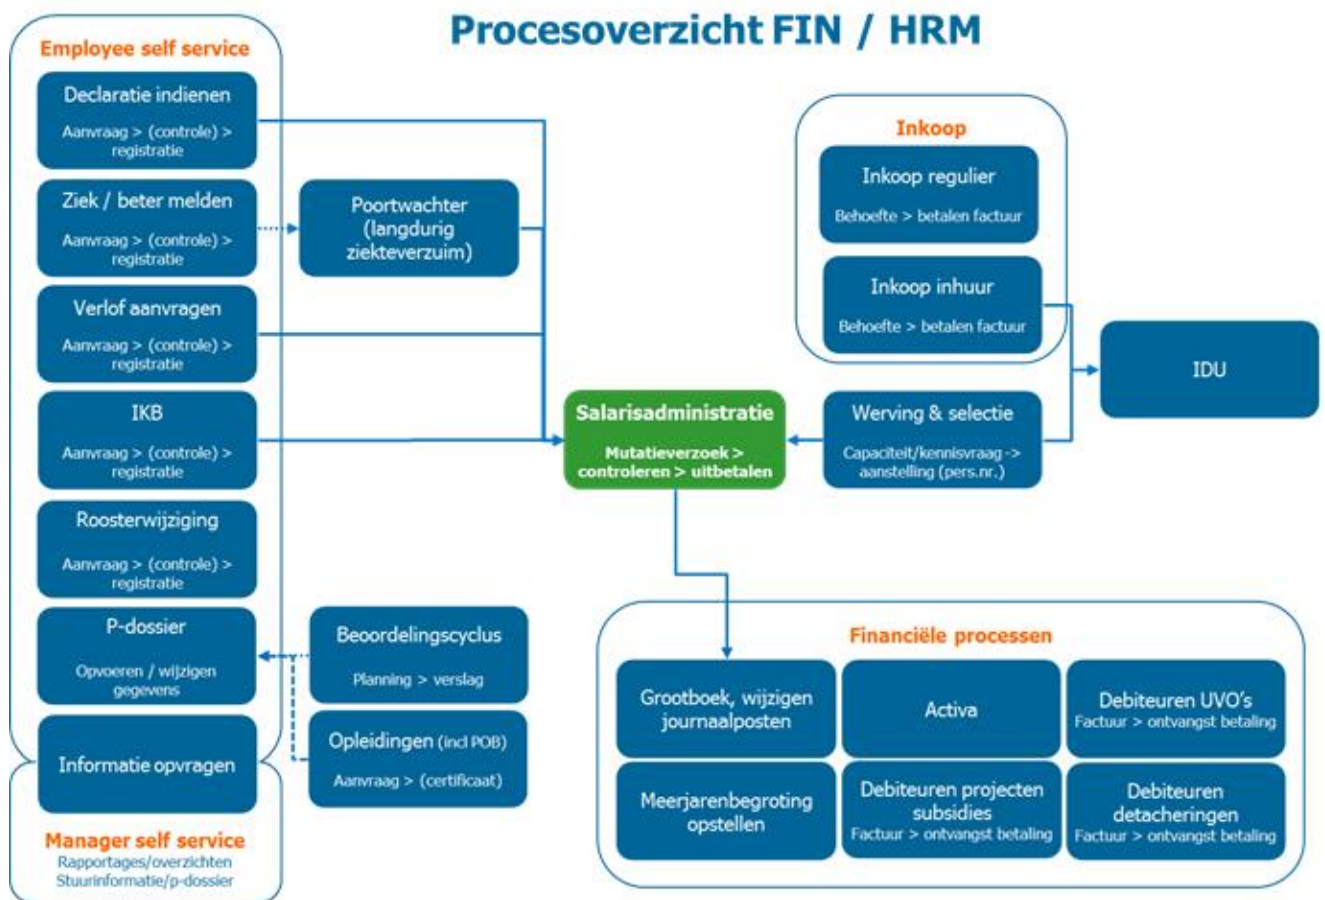 Procesoverzicht FIN / HRM
Employee self service
Declaratie indienen
Aanvraag > (controle) >
registratie
Ziek / beter melden
Aanvraag > (controle) >
registratie
Verlof aanvragen
Aanvraag > (controle) >
registratie
IKB
Aanvraag > (controle) >
registratie
Roosterwijziging
Aanvraag > (controle) >
registratie
P-dossier
Opvoeren / wijzigen
gegevens
Informatie opvragen
Manager self service
Rapportages/overzichten
Stuurinformatie/p-dossier
Poortwachter
(langdurig
ziekteverzuim)
Beoordelingscyclus
Planning > verslag
Opleidingen (incl POB)
Aanvraag > (certificaat)
Salarisadministratie
Mutatieverzoek >
controleren > uitbetalen
Inkoop
Inkoop regulier
Behoefte > betalen factuur
Inkoop inhuur
Behoefte > betalen factuur
Werving & selectie
Capaciteit/kennisvraag ->
aanstelling (pers.nr.)
IDU
Financiële processen
Grootboek, wijzigen
journaalposten
Activa
Debiteuren UVO's
Factuur > ontvangst betaling
Meerjarenbegroting
opstellen
Debiteuren projecten
subsidies
Factuur > ontvangst betaling
Debiteuren
detacheringen
Factuur > ontvangst betaling